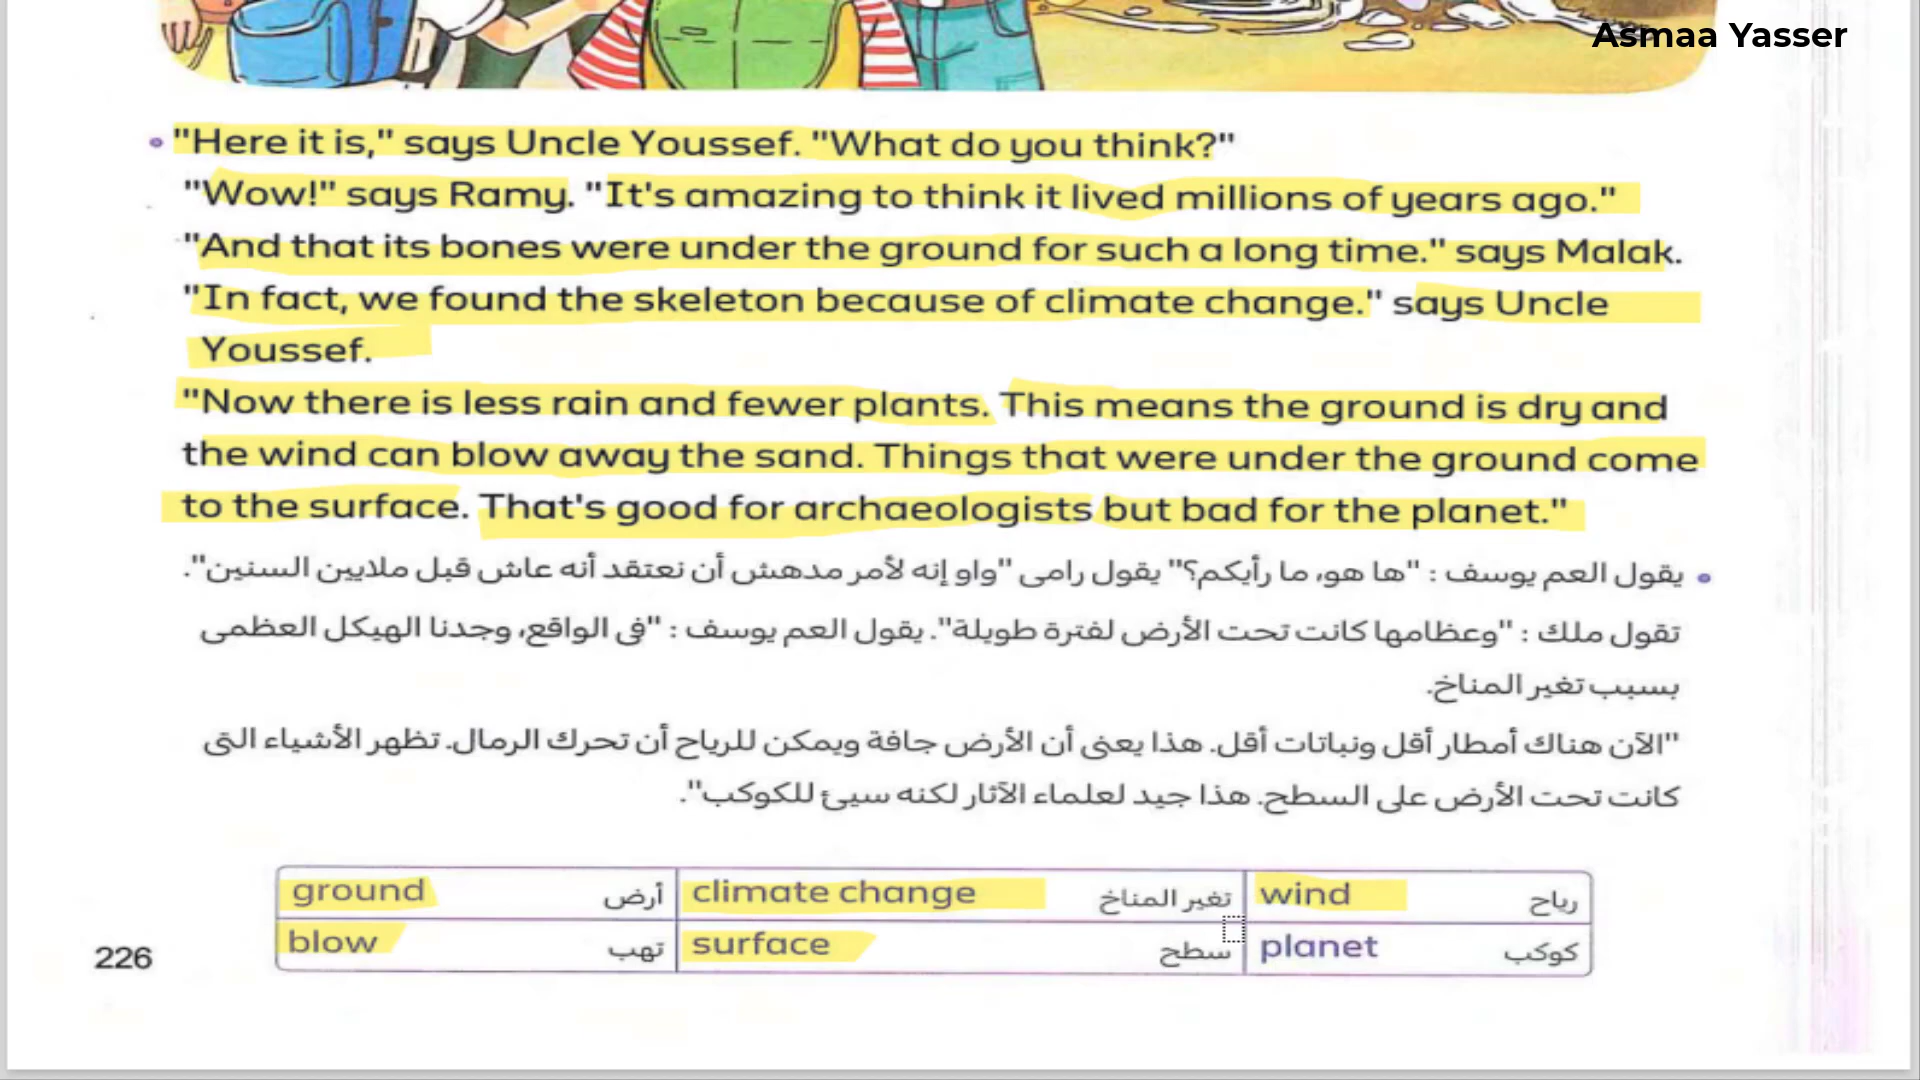 Asmaa Yasser
"Here it is," says Uncle Youssef. "What do you think?"
"Wow!" says Ramy. "It's amazing to think it lived millions of years ago."
"And that its bones were under the ground for such a long time." says Malak.
"In fact, we found the skeleton because of climate change." says Uncle
Youssef.
"Now there is less rain and fewer plants. This means the ground is dry and
the wind can blow away the sand. Things that were under the ground come
to the surface. That's good for archaeologists but bad for the planet."
يقول العم يوسف : "ها هو، ما رأيكم؟" يقول رامى "واو إنه لأمر مدهش أن نعتقد أنه عاش قبل ملايين السنين".
تقول ملك : "وعظامها كانت تحت الأرض لفترة طويلة". يقول العم يوسف : "فى الواقع، وجدنا الهيكل العظمى
بسبب تغير المناخ.
"الآن هناك أمطار أقل ونباتات أقل. هذا يعنى أن الأرض جافة ويمكن للرياح أن تحرك الرمال. تظهر الأشياء التى
كانت تحت الأرض على السطح. هذا جيد لعلماء الآثار لكنه سيئ للكوكب".
ground أرض climate change تغير المناخ wind رياح
blow تهب surface سطح planet كوكب
226